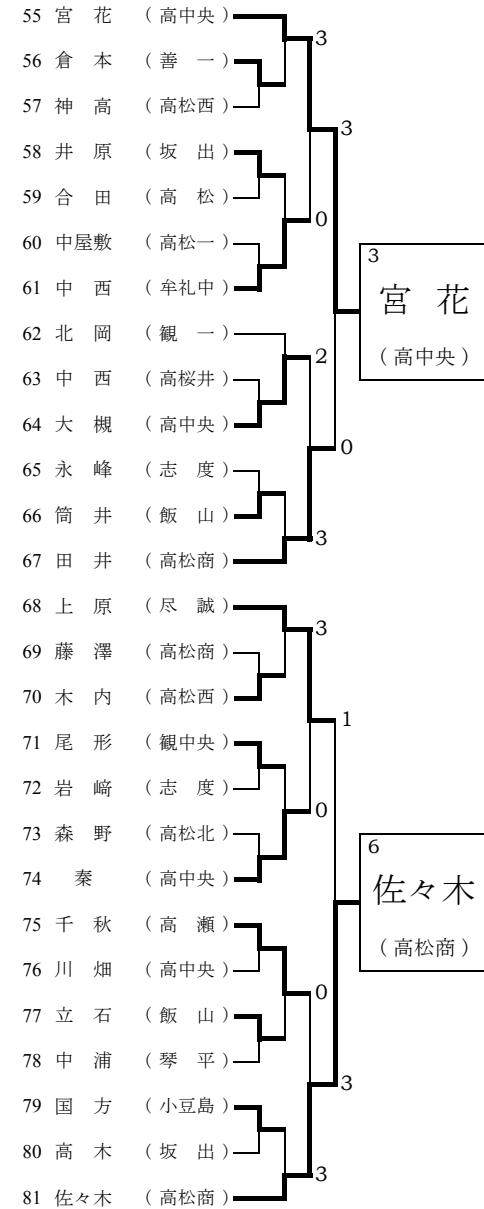 55 宮 花 （ 高中央 ）
3
56 倉 本 （ 善 一 ）
57 神 高 （ 高松西 ）
3
58 井 原 （ 坂 出 ）
59 合 田 （ 高 松 ）
0
60 中屋敷 （ 高松一 ）
3
61 中 西 （ 牟礼中 ）
宮 花
62 北 岡 （ 観 一 ）
2
（ 高中央 ）
63 中 西 （ 高桜井 ）
64 大 槻 （ 高中央 ）
0
65 永 峰 （ 志 度 ）
66 筒 井 （ 飯 山 ）
3
67 田 井 （ 高松商 ）
68 上 原 （ 尽 誠 ）
3
69 藤 澤 （ 高松商 ）
70 木 内 （ 高松西 ）
1
71 尾 形 （ 観中央 ）
72 岩 﨑 （ 志 度 ）
0
73 森 野 （ 高松北 ）
6
74 秦 （ 高中央 ）
佐々木
75 千 秋 （ 高 瀬 ）
（ 高松商 ）
76 川 畑 （ 高中央 ）
0
77 立 石 （ 飯 山 ）
78 中 浦 （ 琴 平 ）
3
79 国 方 （ 小豆島 ）
80 高 木 （ 坂 出 ）
3
81 佐々木 （ 高松商 ）